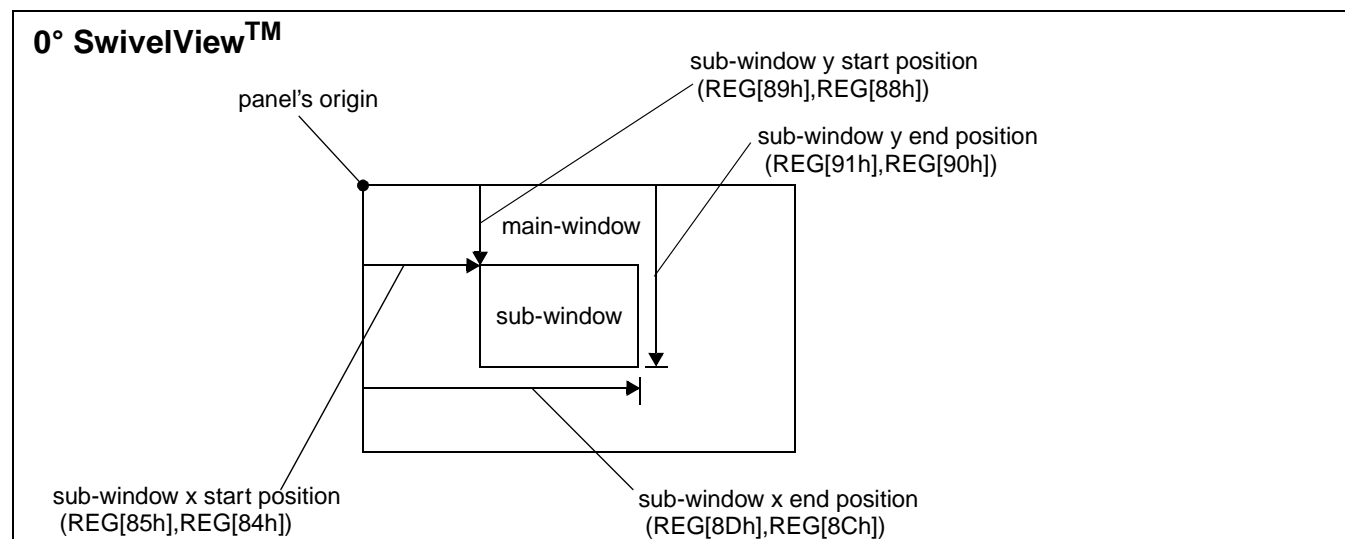 0° SwivelView™
sub-window y start position
(REG[89h],REG[88h])
panel's origin
sub-window y end position
(REG[91h],REG[90h])
main-window
sub-window
sub-window x start position
(REG[85h],REG[84h])
sub-window x end position
(REG[8Dh],REG[8Ch])